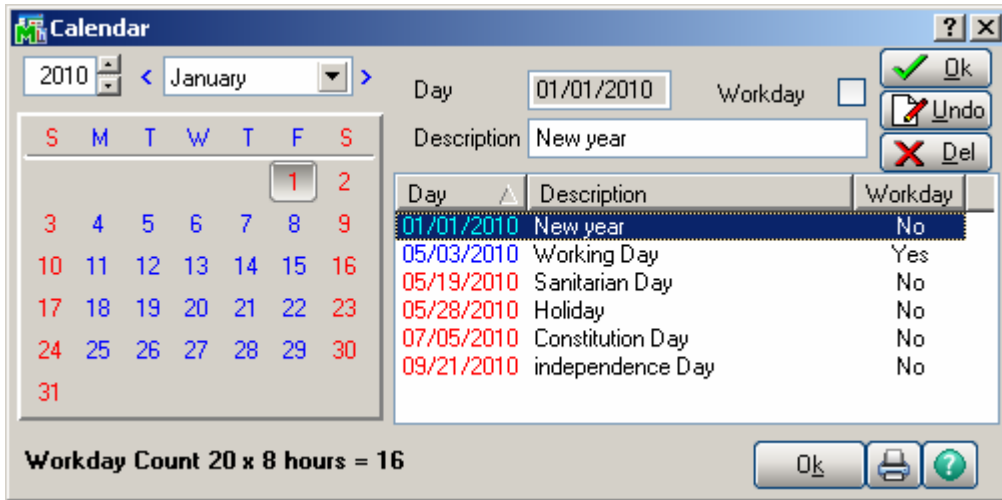 Calendar
2010 < January >
S M T W T F S
1 2
3 4 5 6 7 8 9
10 11 12 13 14 15 16
17 18 19 20 21 22 23
24 25 26 27 28 29 30
31
Day 01/01/2010 Workday
Description New year
Ok
Undo
Del
Day Description Workday
01/01/2010 New year No
05/03/2010 Working Day Yes
05/19/2010 Sanitarian Day No
05/28/2010 Holiday No
07/05/2010 Constitution Day No
09/21/2010 independence Day No
Workday Count 20 x 8 hours = 16
Ok